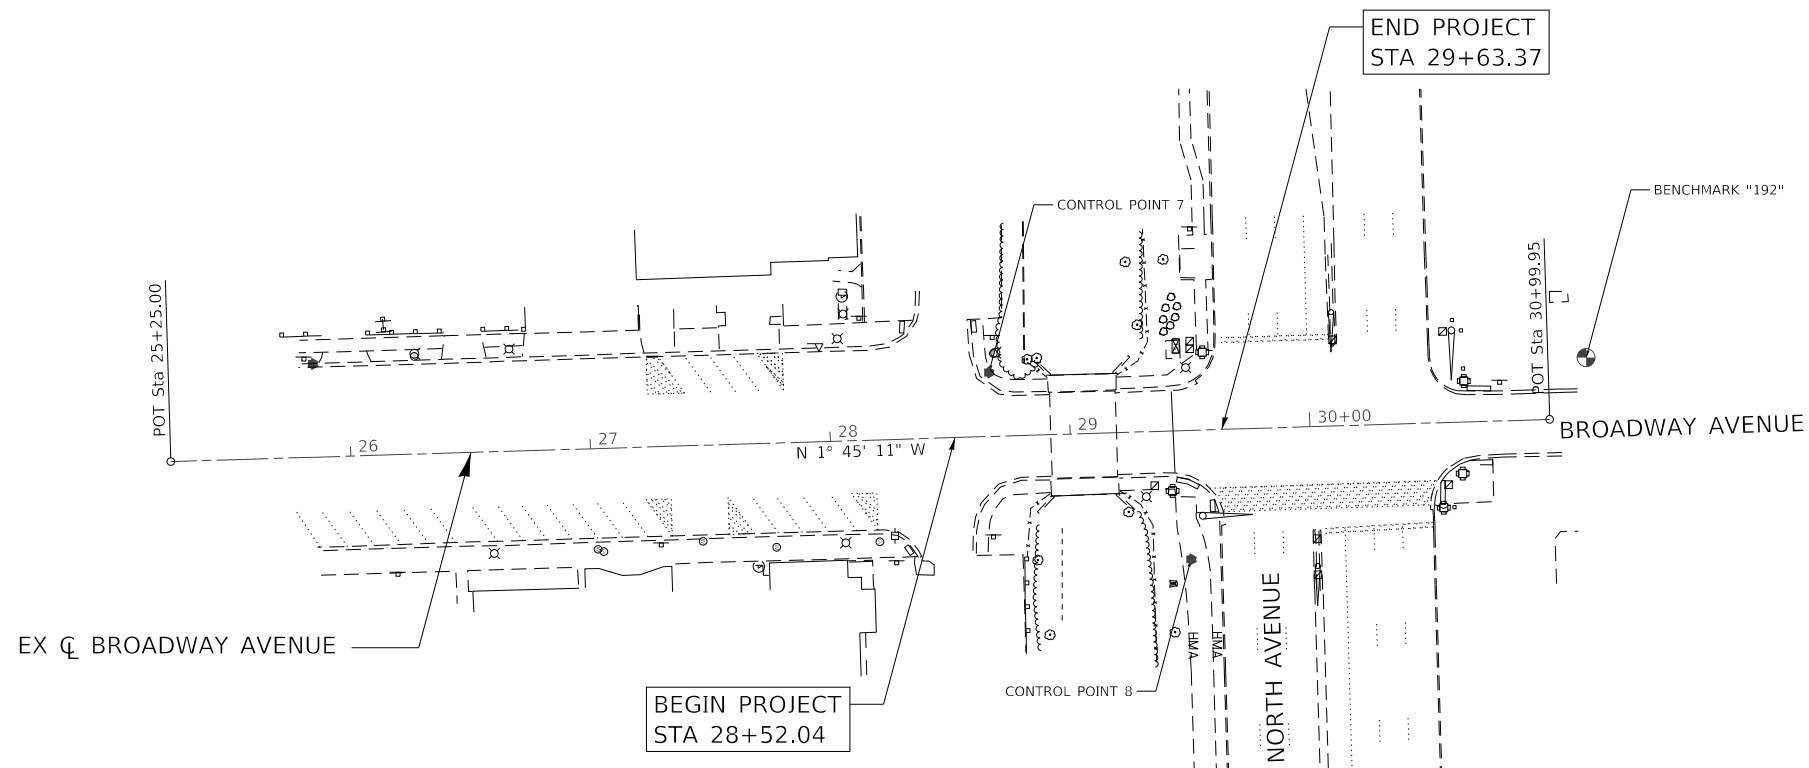 END PROJECT
STA 29+63.37
BENCHMARK "192"
CONTROL POINT 7
POT Sta 25+25.00
POT Sta 30+99.95
26
27
28
29
30+00
N 1° 45' 11" W
BROADWAY AVENUE
EX ℄ BROADWAY AVENUE
BEGIN PROJECT
STA 28+52.04
CONTROL POINT 8
HMA
HMA
NORTH AVENUE